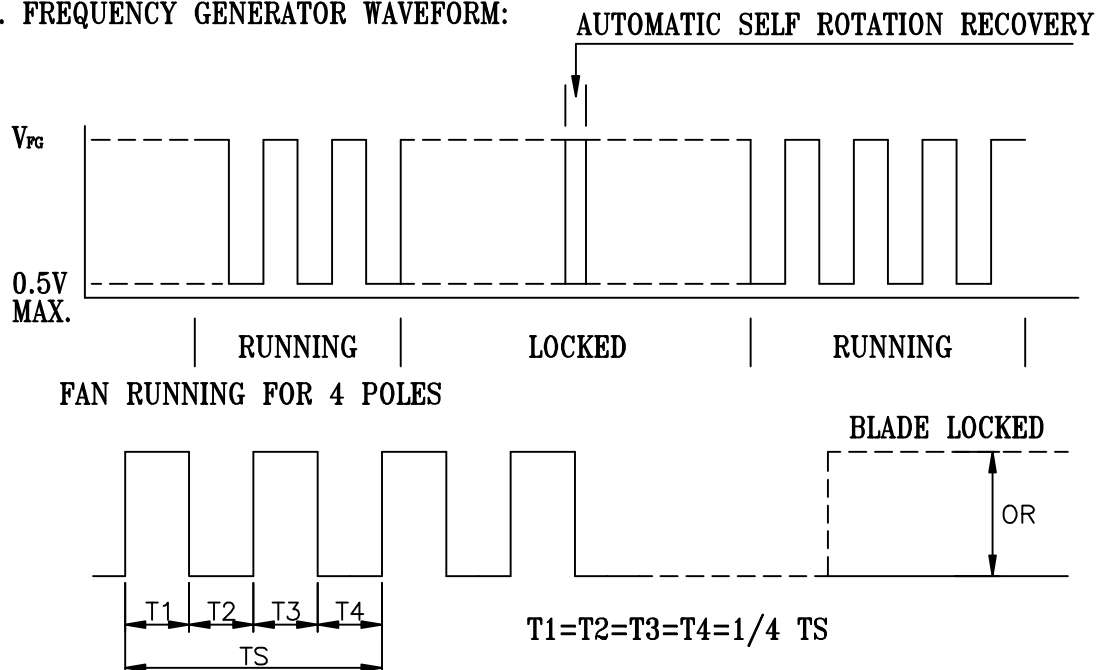 . FREQUENCY GENERATOR WAVEFORM:
AUTOMATIC SELF ROTATION RECOVERY
VFG
0.5V
MAX.
RUNNING LOCKED RUNNING
FAN RUNNING FOR 4 POLES
BLADE LOCKED
OR
T1 T2 T3 T4
T1=T2=T3=T4=1/4 TS
TS